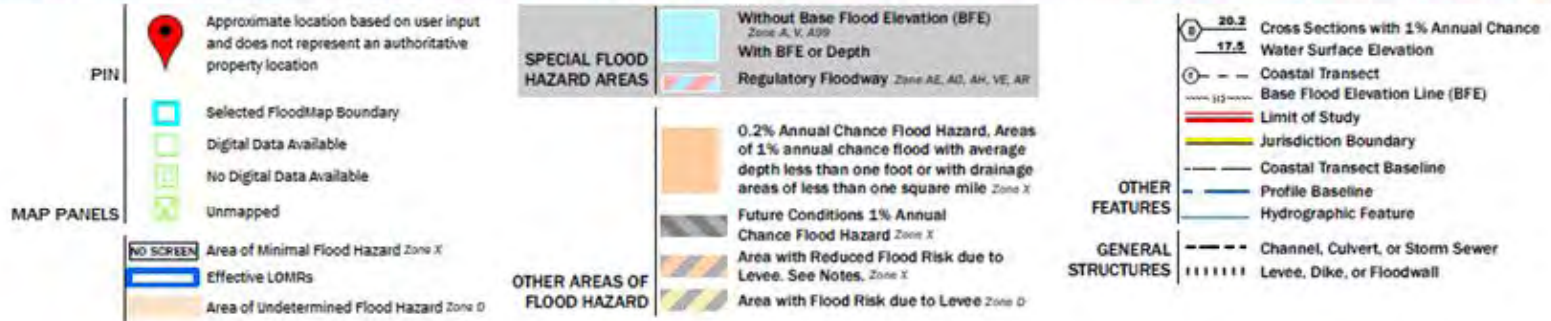 PIN
Approximate location based on user input
and does not represent an authoritative
property location
MAP PANELS
Selected FloodMap Boundary
Digital Data Available
No Digital Data Available
Unmapped
NO SCREEN Area of Minimal Flood Hazard Zone X
Effective LOMRs
Area of Undetermined Flood Hazard Zone D
SPECIAL FLOOD
HAZARD AREAS
Without Base Flood Elevation (BFE)
Zone A, V, A99
With BFE or Depth
Regulatory Floodway Zone AE, AO, AH, VE, AR
OTHER AREAS OF
FLOOD HAZARD
0.2% Annual Chance Flood Hazard, Areas
of 1% annual chance flood with average
depth less than one foot or with drainage
areas of less than one square mile Zone X
Future Conditions 1% Annual
Chance Flood Hazard Zone X
Area with Reduced Flood Risk due to
Levee. See Notes. Zone X
Area with Flood Risk due to Levee Zone D
OTHER
FEATURES
20.2 Cross Sections with 1% Annual Chance
17.5 Water Surface Elevation
Coastal Transect
Base Flood Elevation Line (BFE)
Limit of Study
Jurisdiction Boundary
Coastal Transect Baseline
Profile Baseline
Hydrographic Feature
GENERAL
STRUCTURES
Channel, Culvert, or Storm Sewer
Levee, Dike, or Floodwall